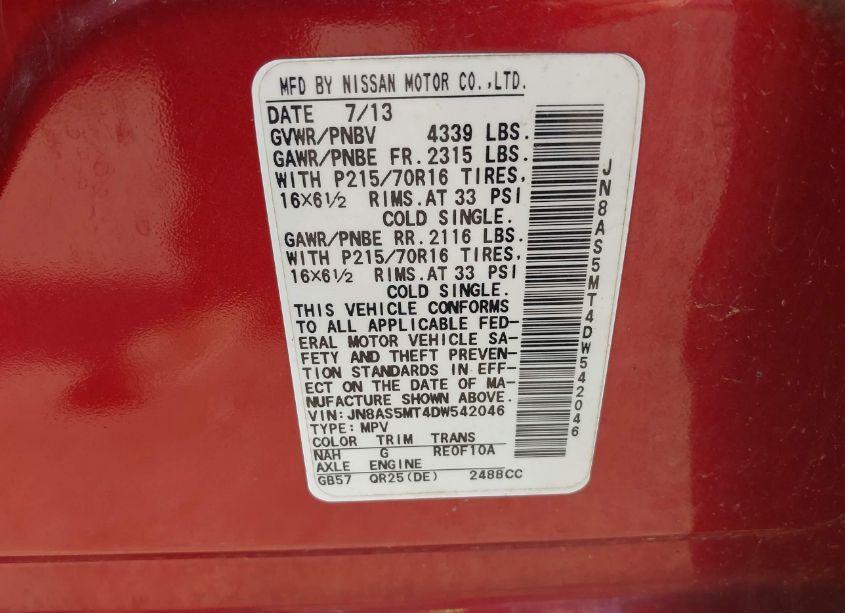 MFD BY NISSAN MOTOR CO.,LTD.
DATE 7/13
GVWR/PNBV 4339 LBS.
GAWR/PNBE FR. 2315 LBS.
WITH P215/70R16 TIRES,
16X6½ RIMS. AT 33 PSI
COLD SINGLE.
GAWR/PNBE RR. 2116 LBS.
WITH P215/70R16 TIRES,
16X6½ RIMS. AT 33 PSI
COLD SINGLE.
THIS VEHICLE CONFORMS
TO ALL APPLICABLE FED-
ERAL MOTOR VEHICLE SA-
FETY AND THEFT PREVEN-
TION STANDARDS IN EFF-
ECT ON THE DATE OF MA-
NUFACTURE SHOWN ABOVE.
VIN:JN8AS5MT4DW542046
TYPE:MPV
COLOR TRIM TRANS
NAH G RE0F10A
AXLE ENGINE
GB57 QR25(DE) 2488CC
JN8AS5MT4DW542046